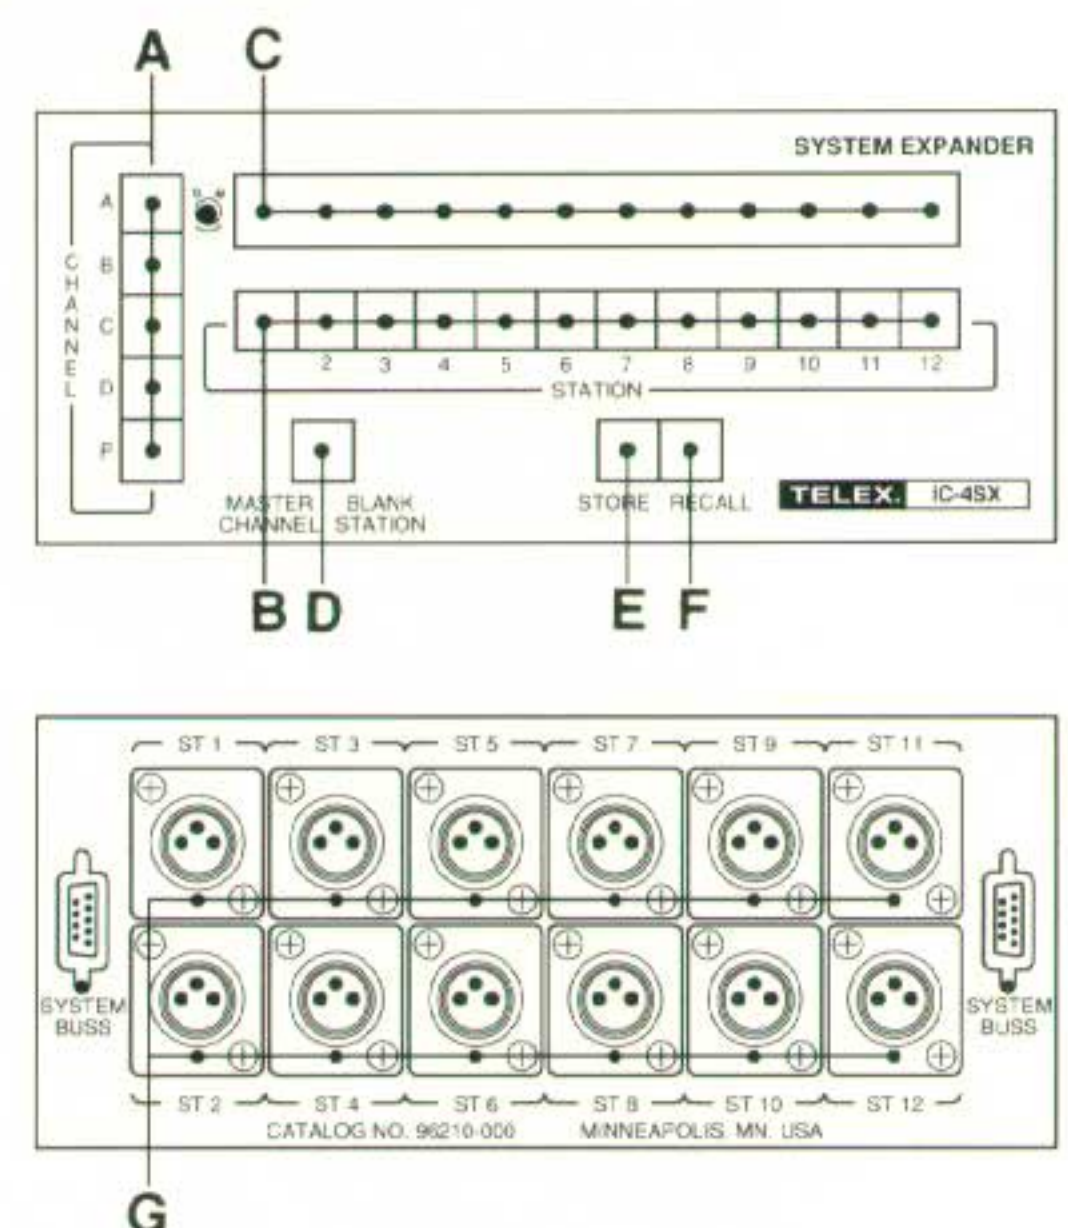 A C
SYSTEM EXPANDER
CHANNEL
A
B
C
D
P
2 3 4 5 6 7 8 9 10 11 12
STATION
MASTER CHANNEL
BLANK STATION
STORE RECALL
TELEX. iC-4SX
B D E F
ST 1 ST 3 ST 5 ST 7 ST 9 ST 11
SYSTEM BUSS
SYSTEM BUSS
ST 2 ST 4 ST 6 ST 8 ST 10 ST 12
CATALOG NO. 96210-000 MINNEAPOLIS, MN. USA
G